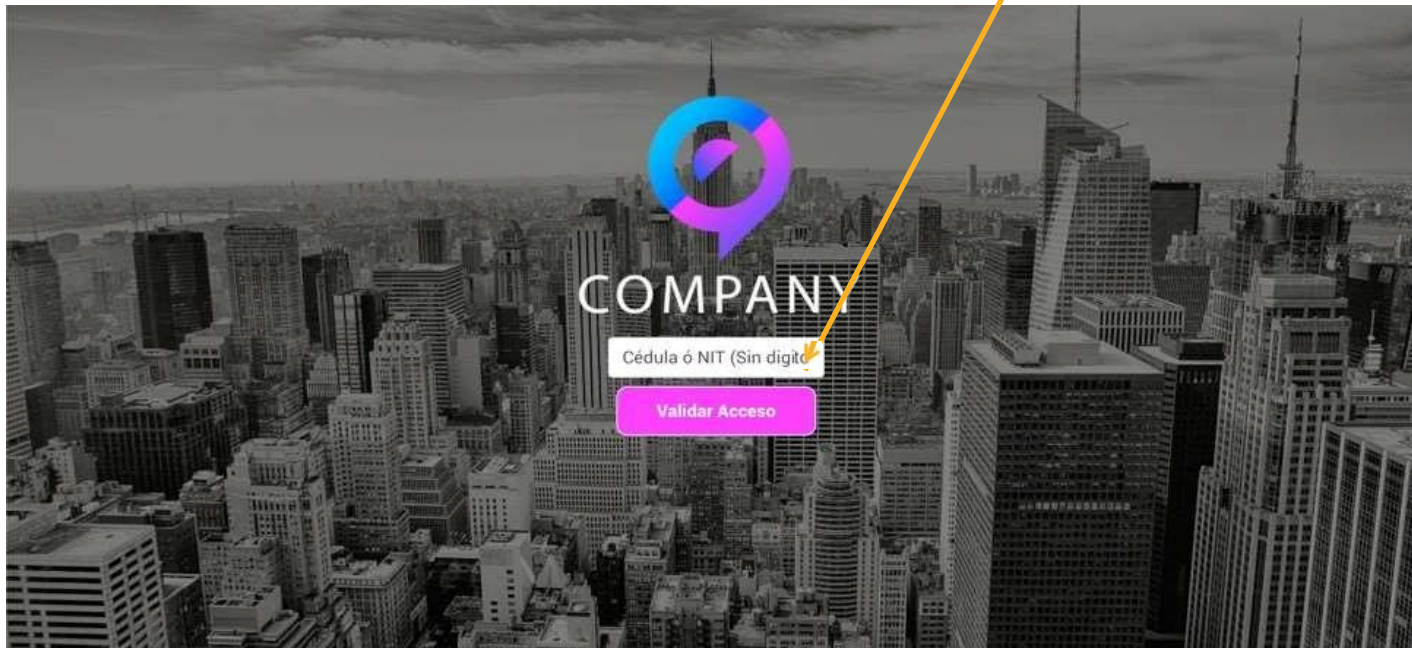 COMPANY
Cédula ó NIT (Sin digito
Validar Acceso